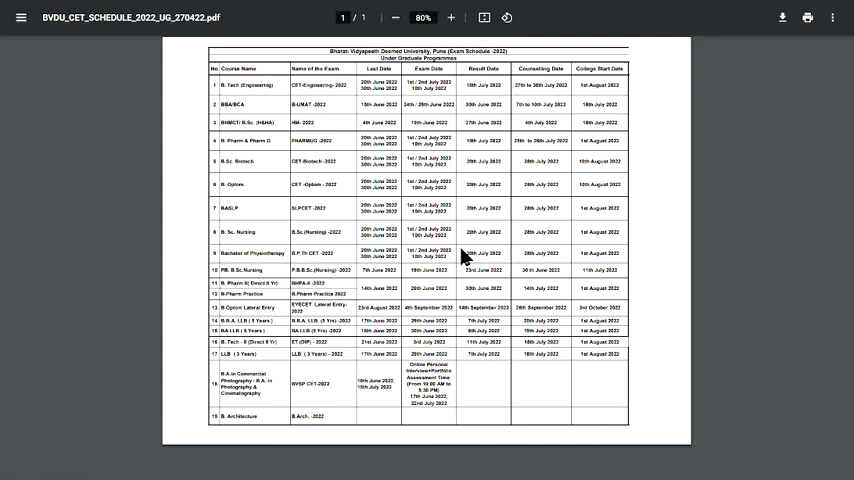 BVDU_CET_SCHEDULE_2022_UG_270422.pdf 1 / 1 80%
Bharati Vidyapeeth Deemed University, Pune (Exam Schedule -2022)
Under Graduate Programmes
No Course Name Name of the Exam. Last Date Exam Date Result Date Counselling Date College Start Date
1 B. Tech (Engineering) CET-Engineering- 2022 20th June 2022 30th June 2022 1st / 2nd July 2022 10th July 2022 18th July 2022 27th to 30th July 2022 1st August 2022
2 BBA/BCA B-UMAT -2022 15th June 2022 24th / 25th June 2022 30th June 2022 7th to 10th July 2022 18th July 2022
3 BHMCT/ B.Sc. (H&HA) HM- 2022 4th June 2022 19th June 2022 27th June 2022 4th July 2022 18th July 2022
4 B. Pharm & Pharm D. PHARMUG -2022 20th June 2022 30th June 2022 1st / 2nd July 2022 10th July 2022 19th July 2022 25th to 26th July 2022 1st August 2022
5 B.Sc. Biotech CET-Biotech -2022 20th June 2022 30th June 2022 1st / 2nd July 2022 10th July 2022 20th July 2022 28th July 2022 10th August 2022
6 B. Optom. CET -Optom - 2022 20th June 2022 30th June 2022 1st / 2nd July 2022 10th July 2022 20th July 2022 28th July 2022 10th August 2022
7 BASLP SLPCET -2022 20th June 2022 30th June 2022 1st / 2nd July 2022 10th July 2022 20th July 2022 28th July 2022 1st August 2022
8 B. Sc. Nursing B.Sc.(Nursing) -2022 20th June 2022 30th June 2022 1st / 2nd July 2022 10th July 2022 20th July 2022 28th July 2022 1st August 2022
9 Bachelor of Physiotherapy B.P.Th CET -2022 20th June 2022 30th June 2022 1st / 2nd July 2022 10th July 2022 20th July 2022 28th July 2022 1st August 2022
10 PB. B.Sc.Nursing P.B.B.Sc.(Nursing) -2022 7th June 2022 19th June 2022 23rd June 2022 30th June 2022 11th July 2022
11 B. Pharm II( Direct II Yr) BHPA-II -2022 14th June 2022 26th June 2022 30th June 2022 14th July 2022 1st August 2022
12 B.Pharm Practice B.Pharm Practice 2022
13 B Optom Lateral Entry EYECET Lateral Entry-2022 23rd August 2022 4th September 2022 14th September 2022 26th September 2022 3rd October 2022
14 B.B.A. LLB ( 5 Years ) B.B.A. LLB. (5 Yrs) -2022 17th June 2022 29th June 2022 7th July 2022 20th July 2022 1st August 2022
15 BA LLB ( 5 Years ) BA LLB (5 Yrs) -2022 18th June 2022 30th June 2022 8th July 2022 19th July 2022 1st August 2022
16 B. Tech - II (Direct II Yr) ET (DIP) - 2022 21st June 2022 3rd July 2022 11th July 2022 18th July 2022 1st August 2022
17 LLB ( 3 Years) LLB ( 3 Years) - 2022 17th June 2022 29th June 2022 7th July 2022 18th July 2022 1st August 2022
18 B.A in Commercial Photography / B.A. in Photography & Cinematography BVSP CET-2022 10th June 2022, 15th July 2022 Online Personal Interview+Portfolio Assessment Time (From 10:00 AM to 5:30 PM) 17th June 2022, 22nd July 2022
19 B. Architecture B.Arch. -2022